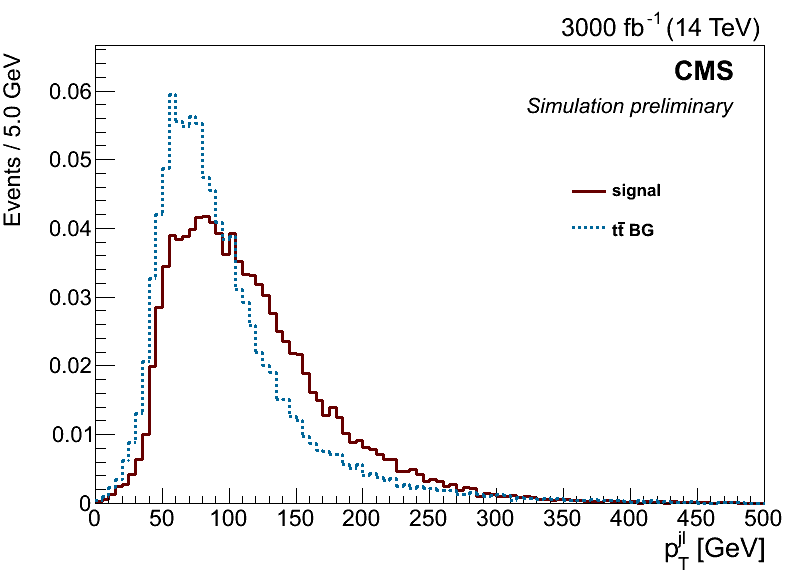 3000 fb⁻¹ (14 TeV)
CMS
Simulation preliminary
Events / 5.0 GeV
signal
tt̄ BG
0.06
0.05
0.04
0.03
0.02
0.01
0
0 50 100 150 200 250 300 350 400 450 500
p_T^jl [GeV]